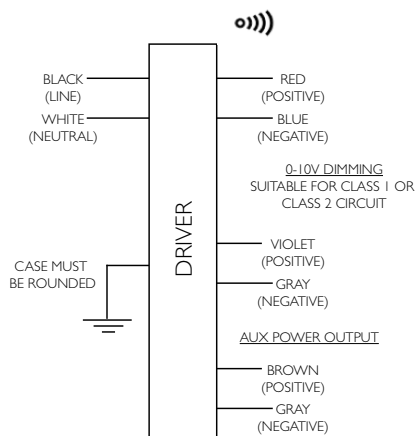 BLACK
(LINE)
WHITE
(NEUTRAL)
CASE MUST
BE ROUNDED
DRIVER
RED
(POSITIVE)
BLUE
(NEGATIVE)
0-10V DIMMING
SUITABLE FOR CLASS 1 OR
CLASS 2 CIRCUIT
VIOLET
(POSITIVE)
GRAY
(NEGATIVE)
AUX POWER OUTPUT
BROWN
(POSITIVE)
GRAY
(NEGATIVE)